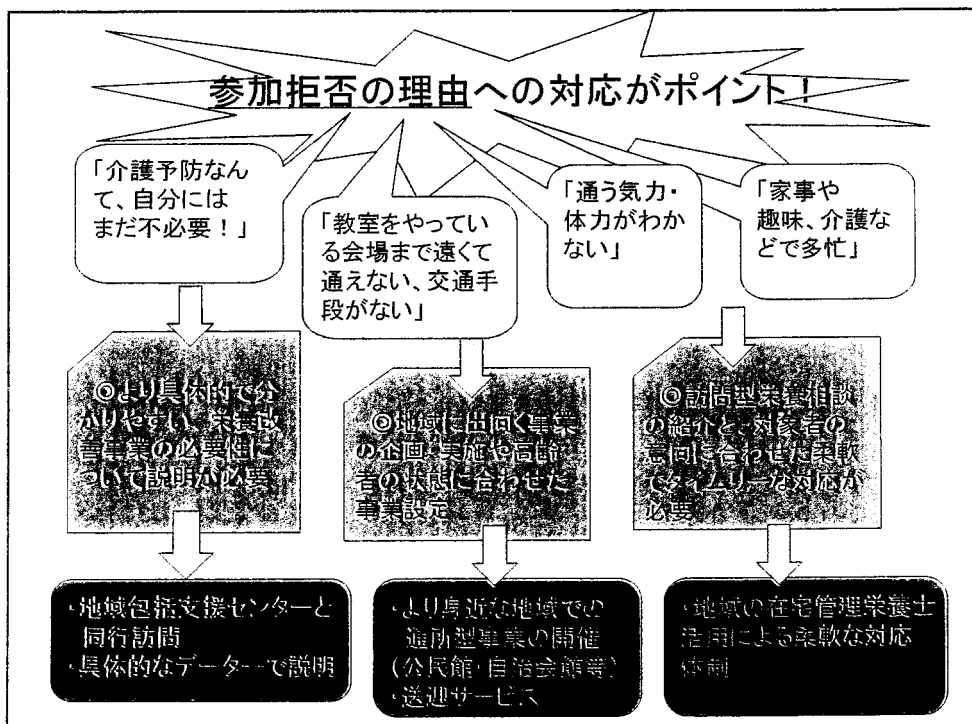 参加拒否の理由への対応がポイント！
「介護予防なん
て、自分には
まだ不必要！」
「教室をやってい
る会場まで遠くて
通えない、交通手
段がない」
「通う気力・
体力がわか
ない」
「家事や
趣味、介護な
どで多忙」
◎より具体的で分
かりやすい、栄養改
善事業の必要性に
ついて説明が必要
◎地域に出向く事業
の企画・実施や高齢
者の状態に合わせた
事業設定
◎訪問型栄養相談
の紹介と、対象者の
意向に合わせた柔軟
でタイムリーな対応が
必要
・地域包括支援センターと
同行訪問
・具体的なデーターで説明
・より身近な地域での
通所型事業の開催
(公民館・自治会館等)
・送迎サービス
・地域の在宅管理栄養士
活用による柔軟な対応
体制